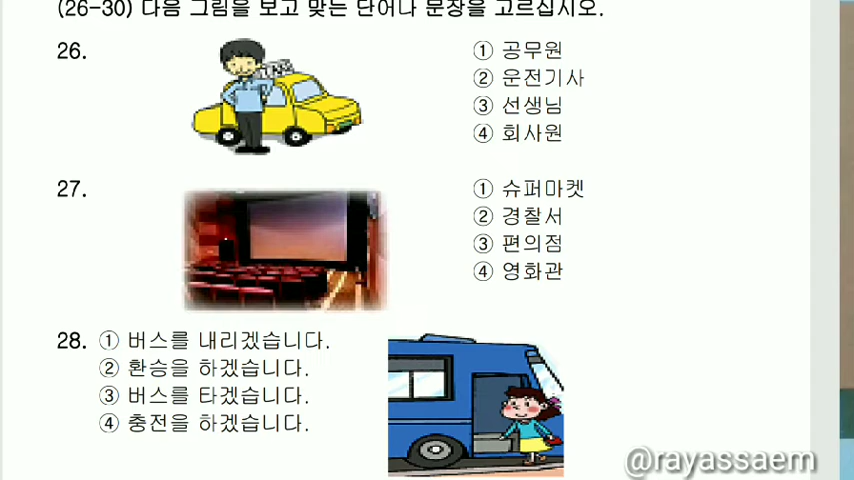 (26-30) 다음 그림을 보고 맞는 단어나 문장을 고르십시오.
26.
① 공무원
② 운전기사
③ 선생님
④ 회사원
27.
① 슈퍼마켓
② 경찰서
③ 편의점
④ 영화관
28. ① 버스를 내리겠습니다.
② 환승을 하겠습니다.
③ 버스를 타겠습니다.
④ 충전을 하겠습니다.
@rayassaem